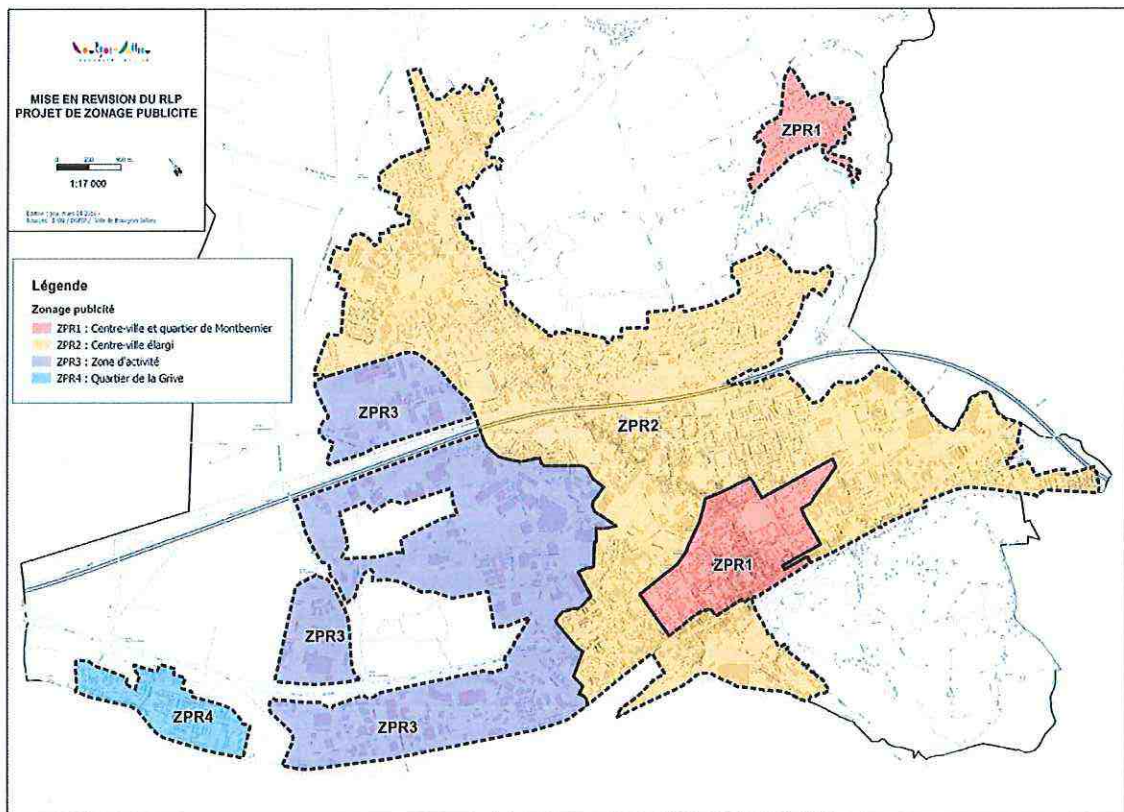 MISE EN REVISION DU RLP
PROJET DE ZONAGE PUBLICITE
1:17 000
Légende
Zonage publicité
ZPR1 : Centre-ville et quartier de Montbernier
ZPR2 : Centre-ville élargi
ZPR3 : Zone d'activité
ZPR4 : Quartier de la Grive
ZPR1
ZPR3
ZPR2
ZPR1
ZPR3
ZPR4
ZPR3